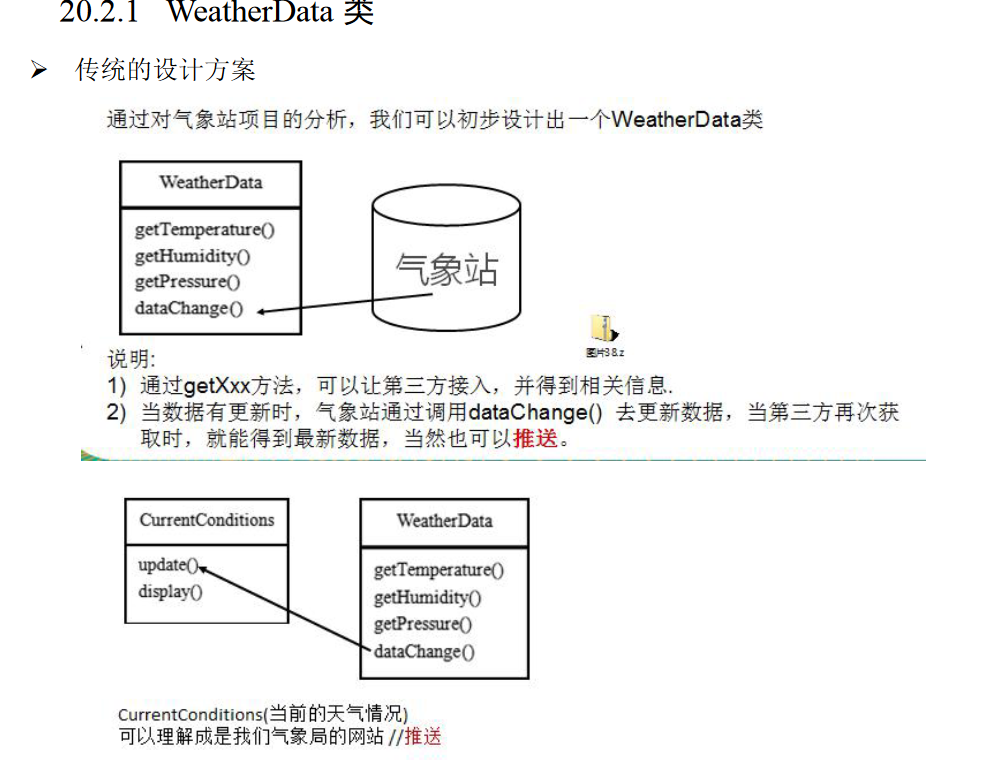 20.2.1 WeatherData 类
➢ 传统的设计方案
通过对气象站项目的分析，我们可以初步设计出一个WeatherData类
WeatherData
getTemperature()
getHumidity()
getPressure()
dataChange()
气象站
图片38.z
说明:
1) 通过getXxx方法，可以让第三方接入，并得到相关信息.
2) 当数据有更新时，气象站通过调用dataChange() 去更新数据，当第三方再次获
取时，就能得到最新数据，当然也可以推送。
CurrentConditions
update()
display()
WeatherData
getTemperature()
getHumidity()
getPressure()
dataChange()
CurrentConditions(当前的天气情况)
可以理解成是我们气象局的网站 //推送